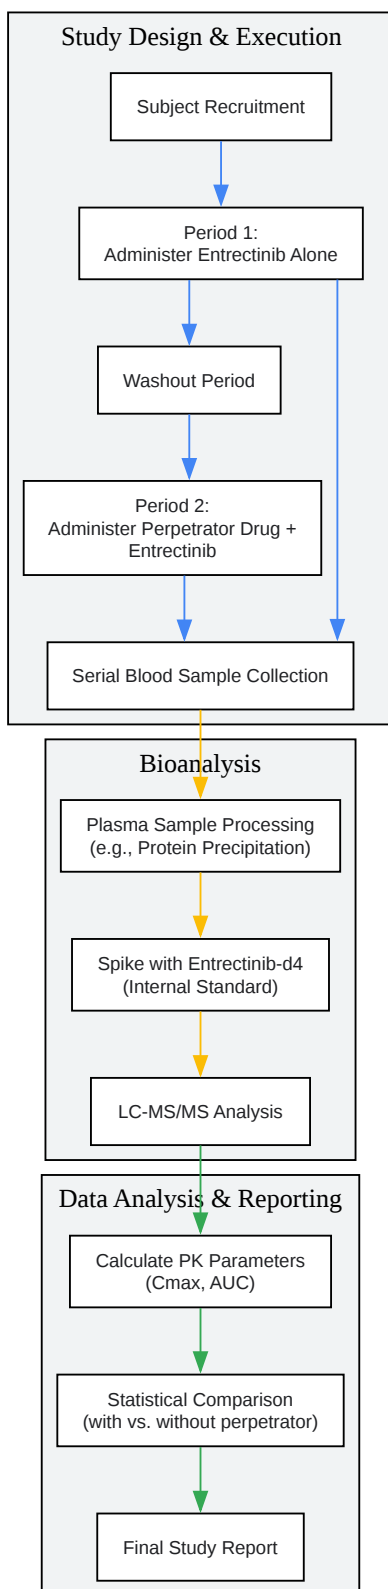 Study Design & Execution
Subject Recruitment
Period 1:
Administer Entrectinib Alone
Washout Period
Period 2:
Administer Perpetrator Drug +
Entrectinib
Serial Blood Sample Collection
Bioanalysis
Plasma Sample Processing
(e.g., Protein Precipitation)
Spike with Entrectinib-d4
(Internal Standard)
LC-MS/MS Analysis
Data Analysis & Reporting
Calculate PK Parameters
(Cmax, AUC)
Statistical Comparison
(with vs. without perpetrator)
Final Study Report